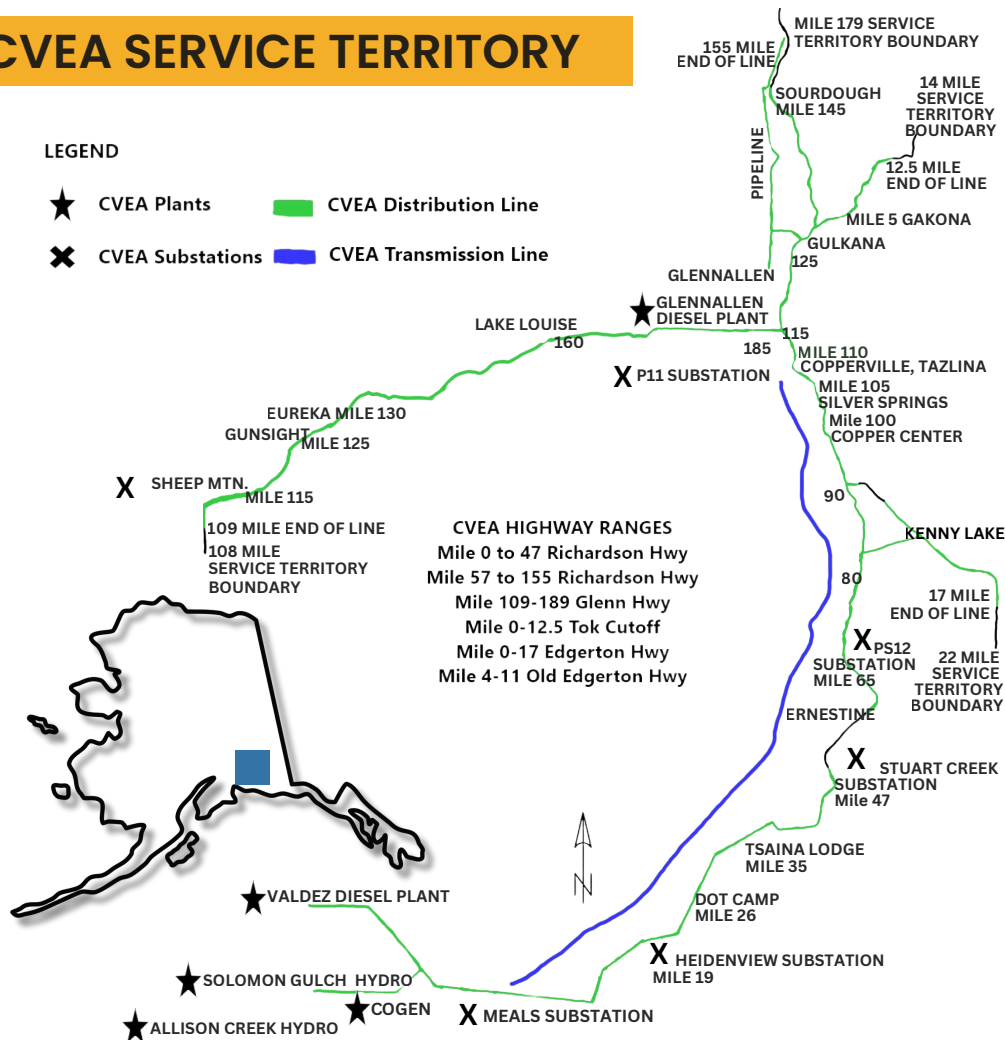 CVEA SERVICE TERRITORY
LEGEND
CVEA Plants
CVEA Distribution Line
CVEA Substations
CVEA Transmission Line
MILE 179 SERVICE
TERRITORY BOUNDARY
155 MILE
END OF LINE
SOURDOUGH
MILE 145
14 MILE
SERVICE
TERRITORY
BOUNDARY
PIPELINE
12.5 MILE
END OF LINE
MILE 5 GAKONA
GULKANA
125
GLENNALLEN
GLENNALLEN
DIESEL PLANT
LAKE LOUISE
160
115
185
MILE 110
COPPERVILLE, TAZLINA
P11 SUBSTATION
MILE 105
SILVER SPRINGS
Mile 100
COPPER CENTER
EUREKA MILE 130
GUNSIGHT
MILE 125
SHEEP MTN.
MILE 115
90
109 MILE END OF LINE
108 MILE
SERVICE TERRITORY
BOUNDARY
CVEA HIGHWAY RANGES
Mile 0 to 47 Richardson Hwy
Mile 57 to 155 Richardson Hwy
Mile 109-189 Glenn Hwy
Mile 0-12.5 Tok Cutoff
Mile 0-17 Edgerton Hwy
Mile 4-11 Old Edgerton Hwy
KENNY LAKE
80
17 MILE
END OF LINE
PS12
SUBSTATION
MILE 65
22 MILE
SERVICE
TERRITORY
BOUNDARY
ERNESTINE
STUART CREEK
SUBSTATION
Mile 47
TSAINA LODGE
MILE 35
N
DOT CAMP
MILE 26
VALDEZ DIESEL PLANT
HEIDENVIEW SUBSTATION
MILE 19
SOLOMON GULCH HYDRO
COGEN
MEALS SUBSTATION
ALLISON CREEK HYDRO